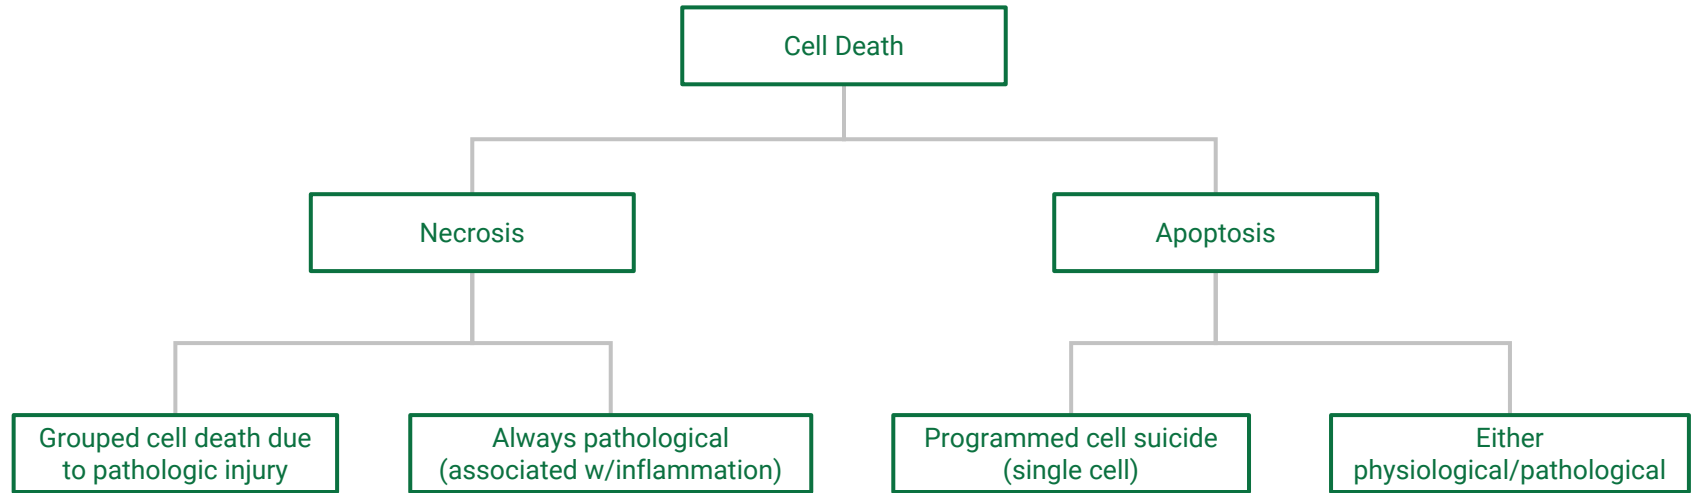 Cell Death
Necrosis
Apoptosis
Grouped cell death due
to pathologic injury
Always pathological
(associated w/inflammation)
Programmed cell suicide
(single cell)
Either
physiological/pathological